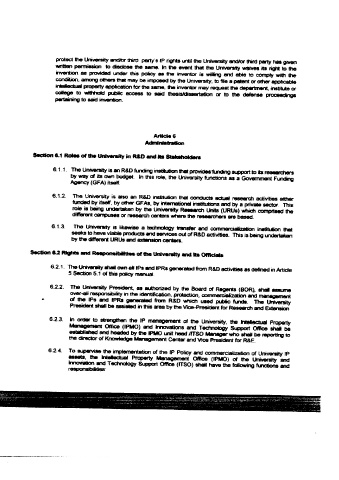 protect the University and/or third party's IP rights until the University and/or third party has given
written permission to disclose the same. In the event that the University waives its right to the
invention as provided under this policy as the inventor is willing end able to comply with the
condition, among others that may be imposed by the University, to file a patent or other applicable
intellectual property application for the same, the inventor may request the department, institute or
college to withhold public access to said thesis/dissertation or to the defense proceedings
pertaining to said invention.
Article 6
Administration
Section 6.1 Roles of the University in R&D and its Stakeholders
6.1.1. The University is an R&D funding institution that provides funding support to its researchers
by way of its own budget. In this role, the University functions as a Government Funding
Agency (GFA) itself.
6.1.2. The University is also an R&D institution that conducts actual research activities either
funded by itself, by other GFAs, by international institutions and by a private sector. This
role is being undertaken by the University Research Units (URUs) which comprised the
different campuses or research centers where the researchers are based.
6.1.3. The University is likewise a technology transfer and commercialization institution that
seeks to have viable products and services out of R&D activities. This is being undertaken
by the different URUs and extension centers.
Section 6.2 Rights and Responsibilities of the University and its Officials
6.2.1. The University shall own all IPs and IPRs generated from R&D activities as defined in Article
5 Section 5.1 of this policy manual.
6.2.2. The University President, as authorized by the Board of Regents (BOR), shall assume
over-all responsibility in the identification, protection, commercialization and management
of the IPs and IPRs generated from R&D which used public funds. The University
President shall be assisted in this area by the Vice-President for Research and Extension
6.2.3. In order to strengthen the IP management of the University, the Intellectual Property
Management Office (IPMO) and Innovations and Technology Support Office shall be
established and headed by the IPMO unit head /ITSO Manager who shall be reporting to
the director of Knowledge Management Center and Vice President for R&E.
6.2.4. To supervise the implementation of the IP Policy and commercialization of University IP
assets, the Intellectual Property Management Office (IPMO) of the University and
Innovation and Technology Support Office (ITSO) shall have the following functions and
responsibilities: